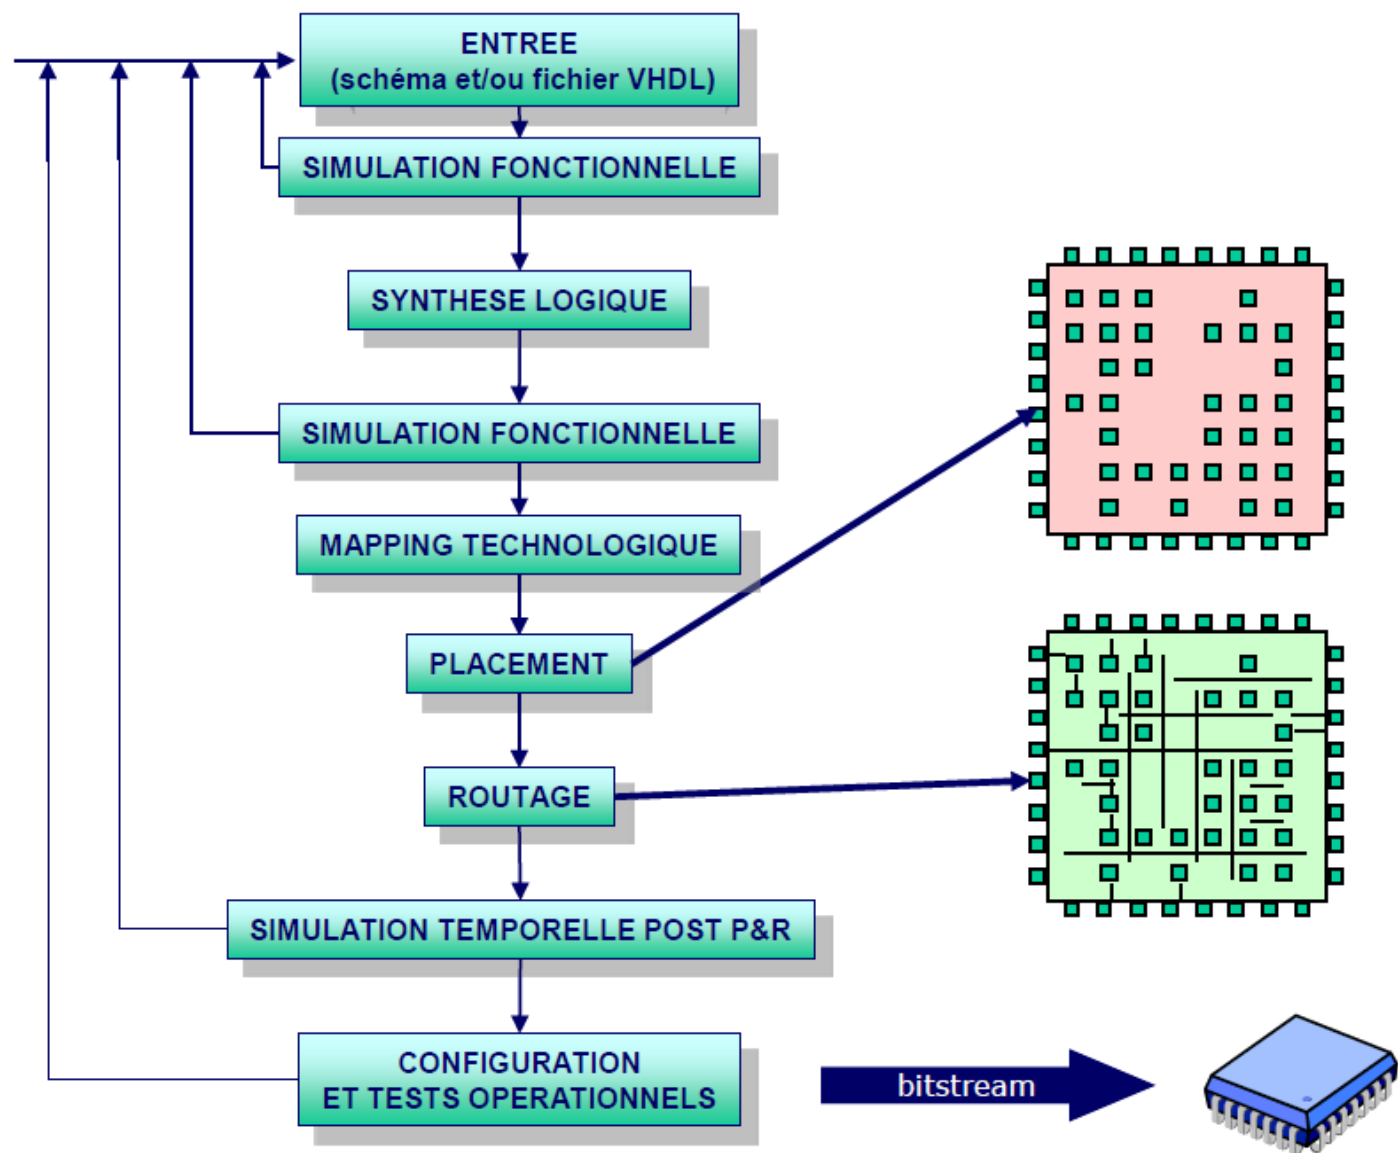 ENTREE
(schéma et/ou fichier VHDL)
SIMULATION FONCTIONNELLE
SYNTHESE LOGIQUE
SIMULATION FONCTIONNELLE
MAPPING TECHNOLOGIQUE
PLACEMENT
ROUTAGE
SIMULATION TEMPORELLE POST P&R
CONFIGURATION
ET TESTS OPERATIONNELS
bitstream